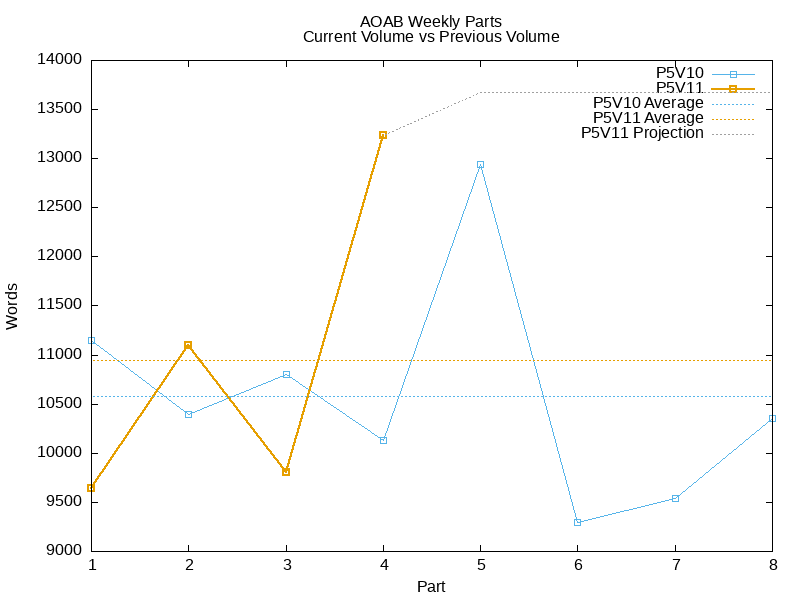 AOAB Weekly Parts
Current Volume vs Previous Volume
14000
13500
13000
12500
12000
11500
11000
10500
10000
9500
9000
Words
P5V10
P5V11
P5V10 Average
P5V11 Average
P5V11 Projection
1 2 3 4 5 6 7 8
Part